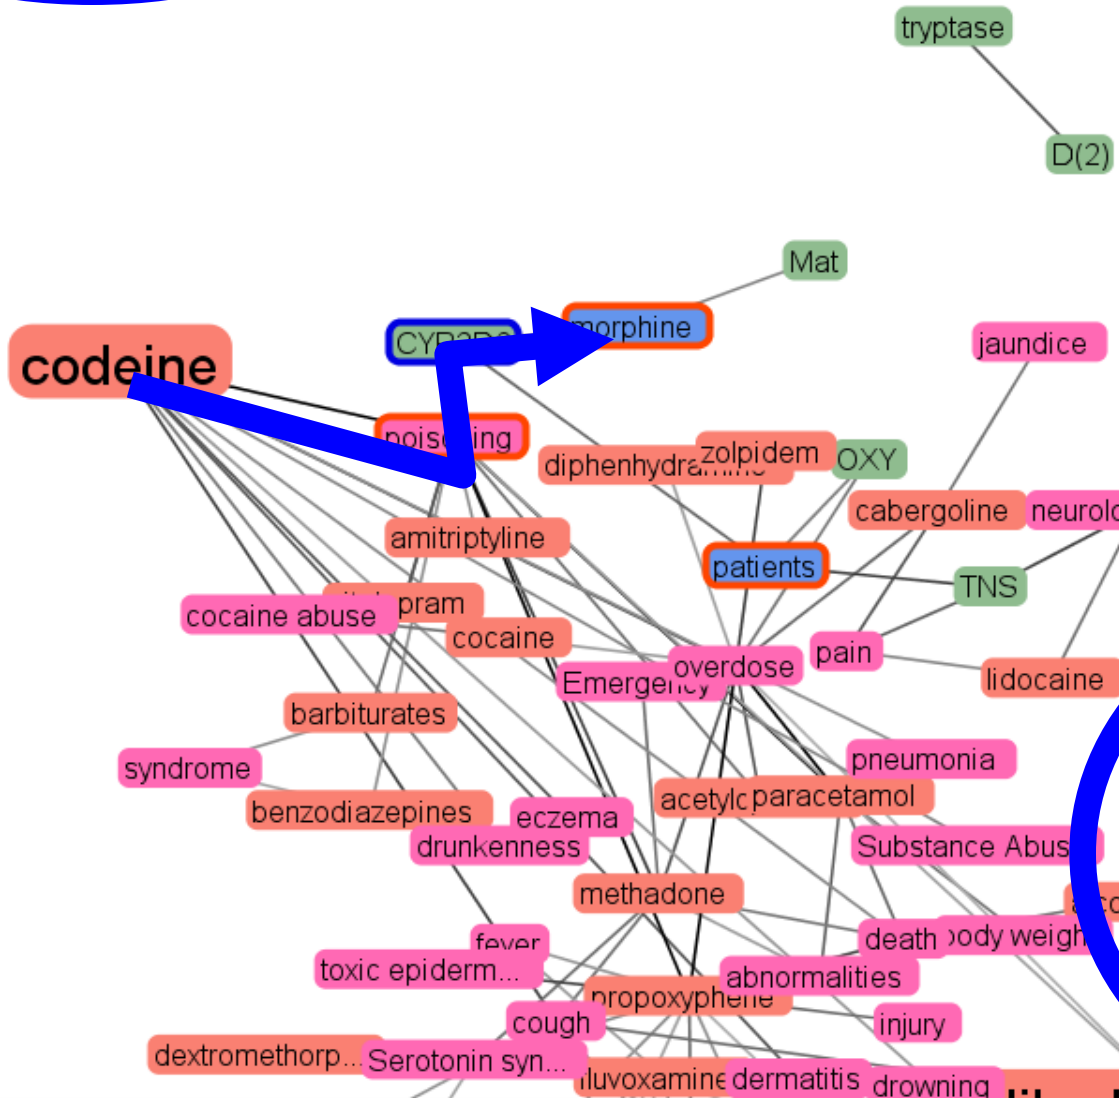 tryptase
D(2)
Mat
morphine
jaundice
codeine
OXY
zolpidem
cabergoline
amitriptyline
patients
TNS
cocaine abuse
cocaine
pain
overdose
Emergency
lidocaine
barbiturates
pneumonia
syndrome
paracetamol
benzodiazepines
eczema
drunkenness
Substance Abus
methadone
death
body weigh
fever
toxic epiderm...
abnormalities
propoxyphene
cough
injury
dextromethorp...
Serotonin syn...
fluvoxamine
dermatitis
drowning